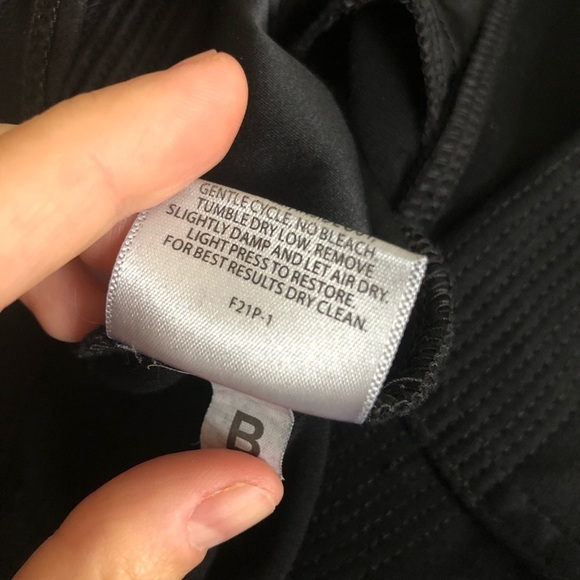 GENTLE CYCLE. NO BLEACH.
TUMBLE DRY LOW. REMOVE
SLIGHTLY DAMP AND LET AIR DRY.
LIGHT PRESS TO RESTORE.
FOR BEST RESULTS DRY CLEAN.
F21P-1
B